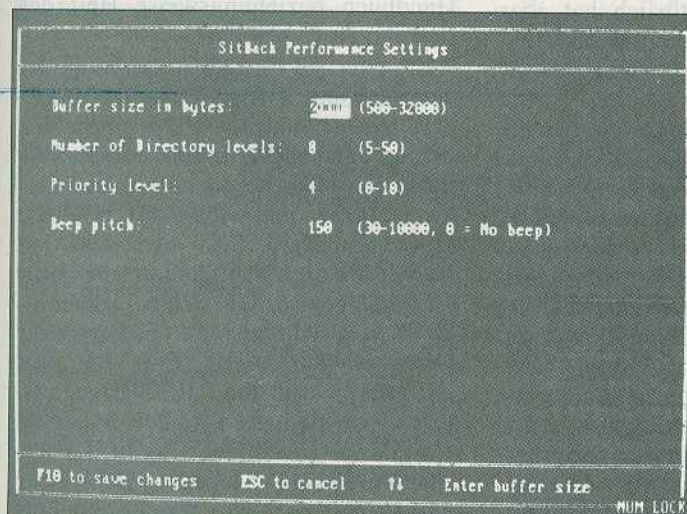 SitBack Performance Settings
Buffer size in bytes: 2000 (500-32000)
Number of Directory levels: 8 (5-50)
Priority level: 4 (0-10)
Beep pitch: 150 (30-10000, 0 = No beep)
F10 to save changes ESC to cancel ↑↓ Enter buffer size
NUM LOCK